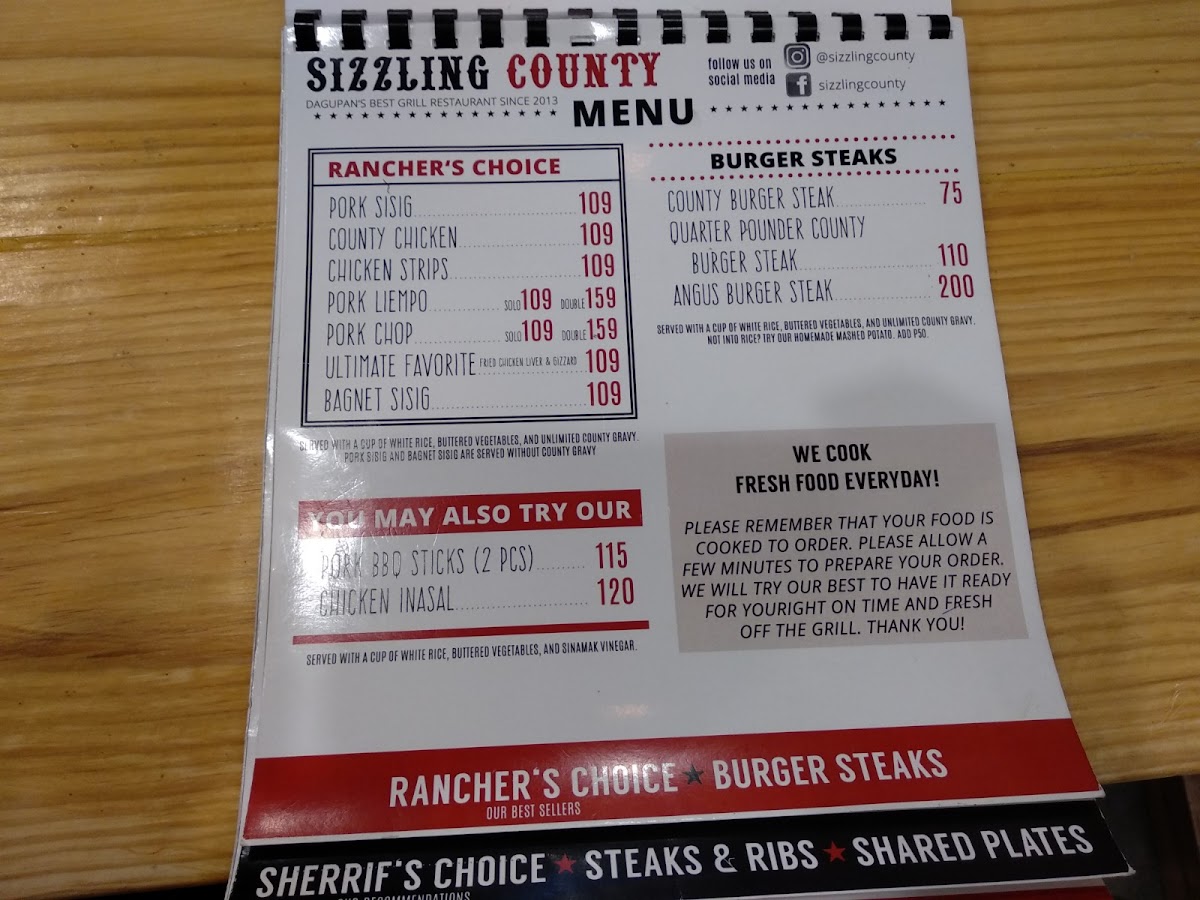 SIZZLING COUNTY
DAGUPAN'S BEST GRILL RESTAURANT SINCE 2013
follow us on
social media
@sizzlingcounty
sizzlingcounty
MENU
RANCHER'S CHOICE
PORK SISIG 109
COUNTY CHICKEN 109
CHICKEN STRIPS 109
PORK LIEMPO SOLO 109 DOUBLE 159
PORK CHOP SOLO 109 DOUBLE 159
ULTIMATE FAVORITE FRIED CHICKEN LIVER & GIZZARD 109
BAGNET SISIG 109
SERVED WITH A CUP OF WHITE RICE, BUTTERED VEGETABLES, AND UNLIMITED COUNTY GRAVY.
PORK SISIG AND BAGNET SISIG ARE SERVED WITHOUT COUNTY GRAVY
YOU MAY ALSO TRY OUR
PORK BBQ STICKS (2 PCS) 115
CHICKEN INASAL 120
SERVED WITH A CUP OF WHITE RICE, BUTTERED VEGETABLES, AND SINAMAK VINEGAR.
BURGER STEAKS
COUNTY BURGER STEAK 75
QUARTER POUNDER COUNTY
BURGER STEAK 110
ANGUS BURGER STEAK 200
SERVED WITH A CUP OF WHITE RICE, BUTTERED VEGETABLES, AND UNLIMITED COUNTY GRAVY.
NOT INTO RICE? TRY OUR HOMEMADE MASHED POTATO. ADD P50.
WE COOK
FRESH FOOD EVERYDAY!
PLEASE REMEMBER THAT YOUR FOOD IS
COOKED TO ORDER. PLEASE ALLOW A
FEW MINUTES TO PREPARE YOUR ORDER.
WE WILL TRY OUR BEST TO HAVE IT READY
FOR YOURIGHT ON TIME AND FRESH
OFF THE GRILL. THANK YOU!
RANCHER'S CHOICE ★ BURGER STEAKS
OUR BEST SELLERS
SHERRIF'S CHOICE ★ STEAKS & RIBS ★ SHARED PLATES
OUR RECOMMENDATIONS